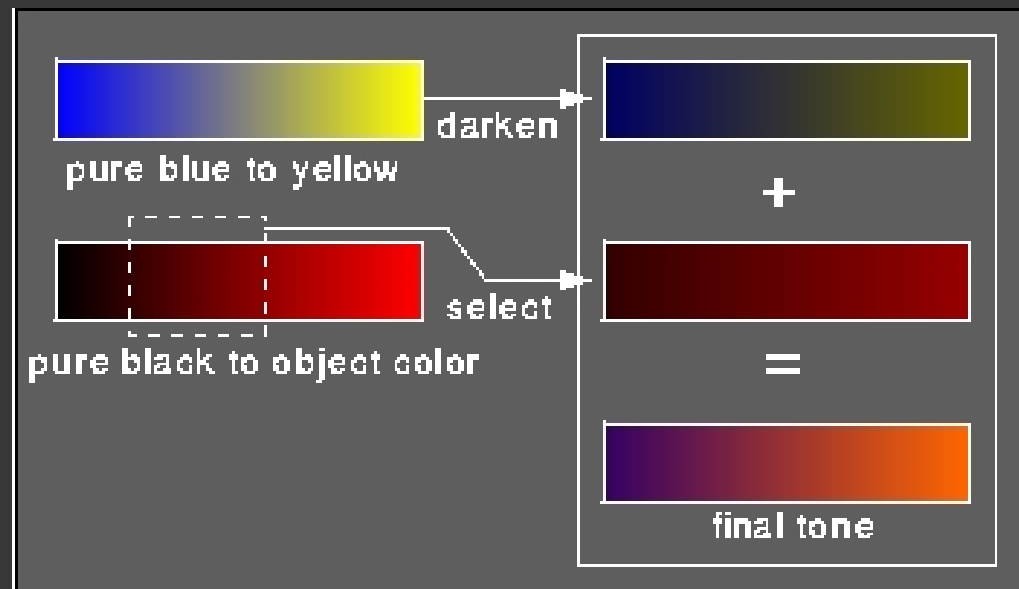 darken
pure blue to yellow
+
select
pure black to object color
=
final tone